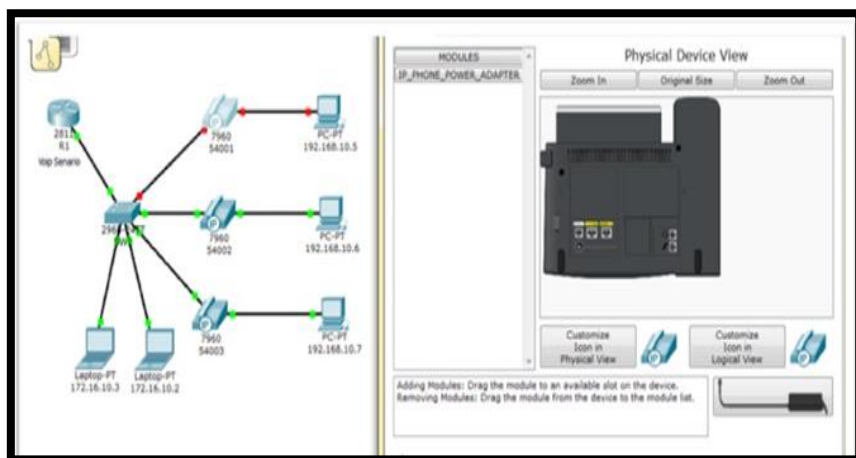 2811
R1
Voip Senario
7960
54001
PC-PT
192.168.10.5
7960
54002
PC-PT
192.168.10.6
7960
54003
PC-PT
192.168.10.7
Laptop-PT
172.16.10.3
Laptop-PT
172.16.10.2
MODULES
IP_PHONE_POWER_ADAPTER
Physical Device View
Zoom In
Original Size
Zoom Out
Customize
Icon in
Physical View
IP
Customize
Icon in
Logical View
IP
Adding Modules: Drag the module to an available slot on the device.
Removing Modules: Drag the module from the device to the module list.